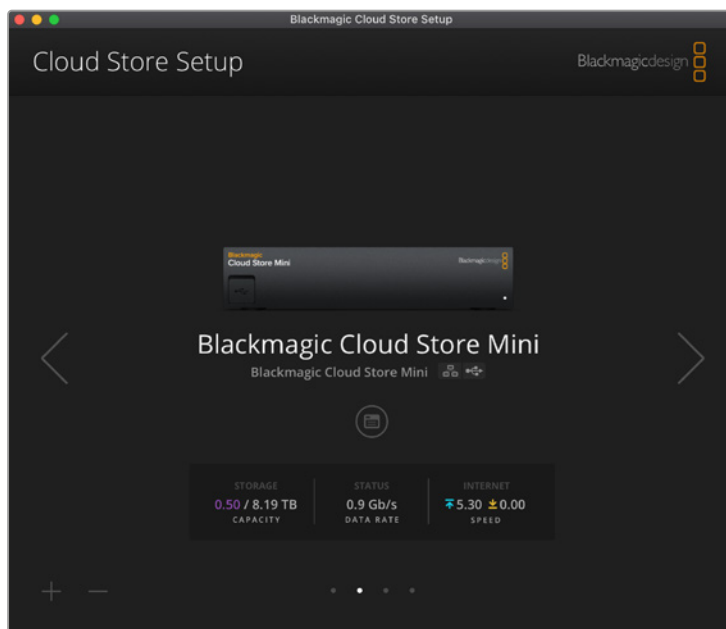 Blackmagic Cloud Store Setup
Cloud Store Setup
Blackmagicdesign
Blackmagic
Cloud Store Mini
Blackmagicdesign
Blackmagic Cloud Store Mini
Blackmagic Cloud Store Mini
STORAGE STATUS INTERNET
0.50 / 8.19 TB 0.9 Gb/s 5.30 0.00
CAPACITY DATA RATE SPEED